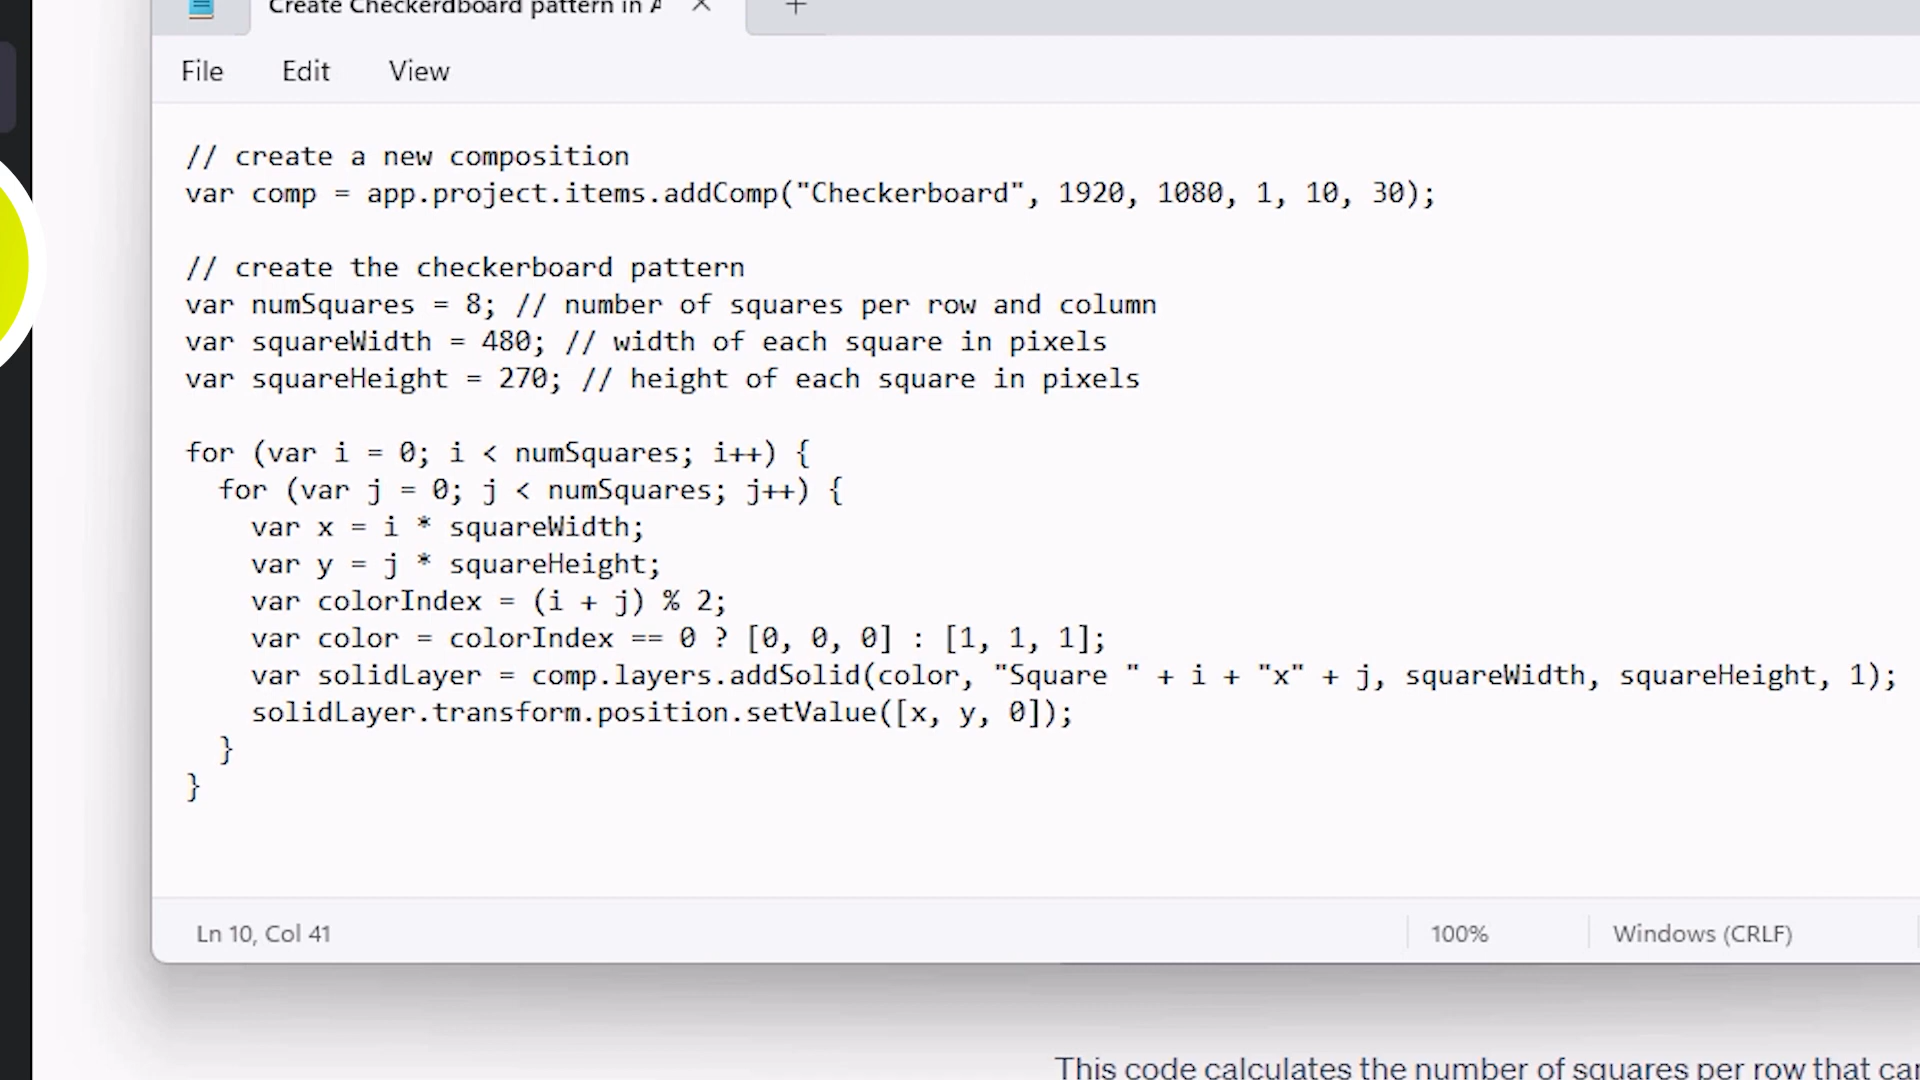 Create Checkerdboard pattern in A
File Edit View
// create a new composition
var comp = app.project.items.addComp("Checkerboard", 1920, 1080, 1, 10, 30);
// create the checkerboard pattern
var numSquares = 8; // number of squares per row and column
var squareWidth = 480; // width of each square in pixels
var squareHeight = 270; // height of each square in pixels
for (var i = 0; i < numSquares; i++) {
  for (var j = 0; j < numSquares; j++) {
    var x = i * squareWidth;
    var y = j * squareHeight;
    var colorIndex = (i + j) % 2;
    var color = colorIndex == 0 ? [0, 0, 0] : [1, 1, 1];
    var solidLayer = comp.layers.addSolid(color, "Square " + i + "x" + j, squareWidth, squareHeight, 1);
    solidLayer.transform.position.setValue([x, y, 0]);
  }
}
Ln 10, Col 41 100% Windows (CRLF)
This code calculates the number of squares per row that can